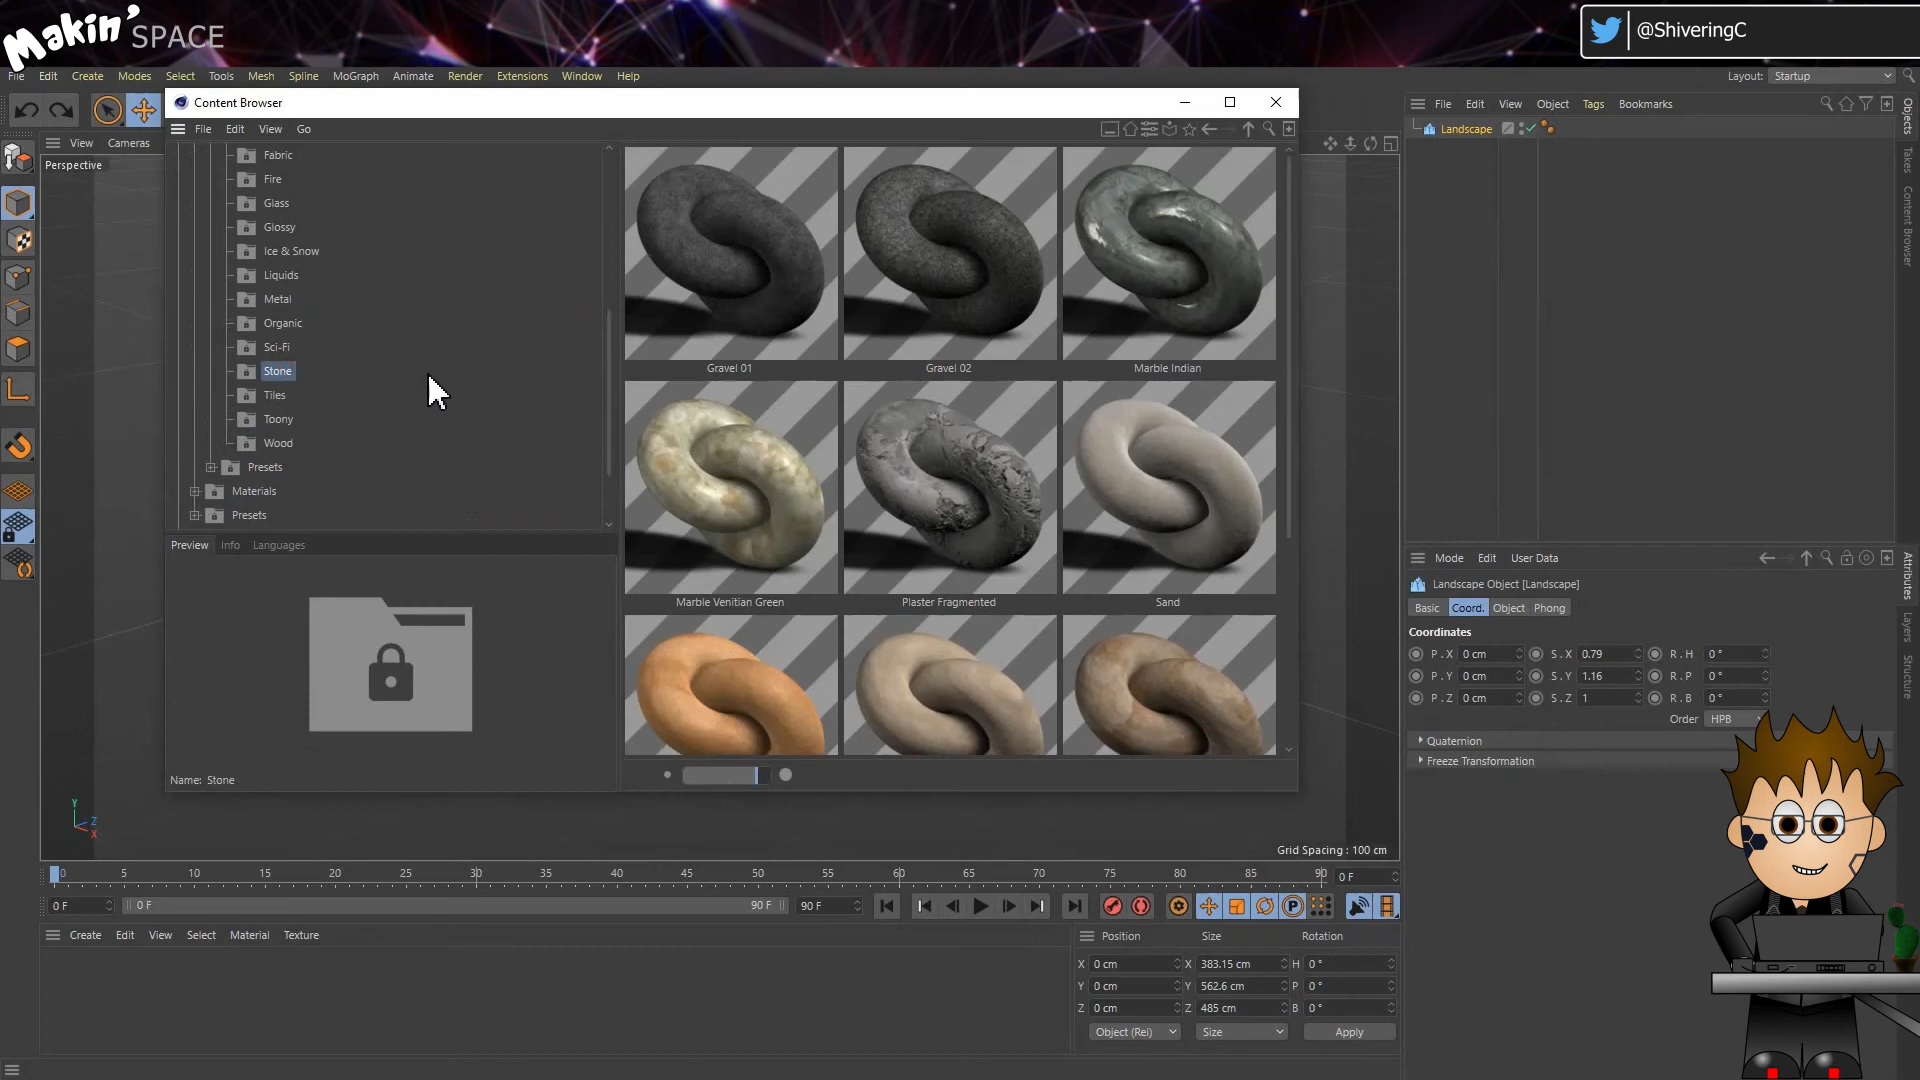 Makin' SPACE
@ShiveringC
File Edit Create Modes Select Tools Mesh Spline MoGraph Animate Render Extensions Window Help
Layout: Startup
Content Browser
File Edit View Go
File Edit View Object Tags Bookmarks
Landscape
View Cameras
Perspective
Fabric
Fire
Glass
Glossy
Ice & Snow
Liquids
Metal
Organic
Sci-Fi
Stone
Tiles
Toony
Wood
Presets
Materials
Presets
Gravel 01
Gravel 02
Marble Indian
Marble Venitian Green
Plaster Fragmented
Sand
Preview Info Languages
Name: Stone
Objects
Takes
Content Browser
Attributes
Layers
Structure
Mode Edit User Data
Landscape Object [Landscape]
Basic Coord. Object Phong
Coordinates
P . X 0 cm S . X 0.79 R . H 0 °
P . Y 0 cm S . Y 1.16 R . P 0 °
P . Z 0 cm S . Z 1 R . B 0 °
Order HPB
Quaternion
Freeze Transformation
Y
Z
X
Grid Spacing : 100 cm
0 5 10 15 20 25 30 35 40 45 50 55 60 65 70 75 80 85 90 0 F
0 F 0 F 90 F 90 F
P
Create Edit View Select Material Texture
Position Size Rotation
X 0 cm X 383.15 cm H 0 °
Y 0 cm Y 562.6 cm P 0 °
Z 0 cm Z 485 cm B 0 °
Object (Rel) Size Apply